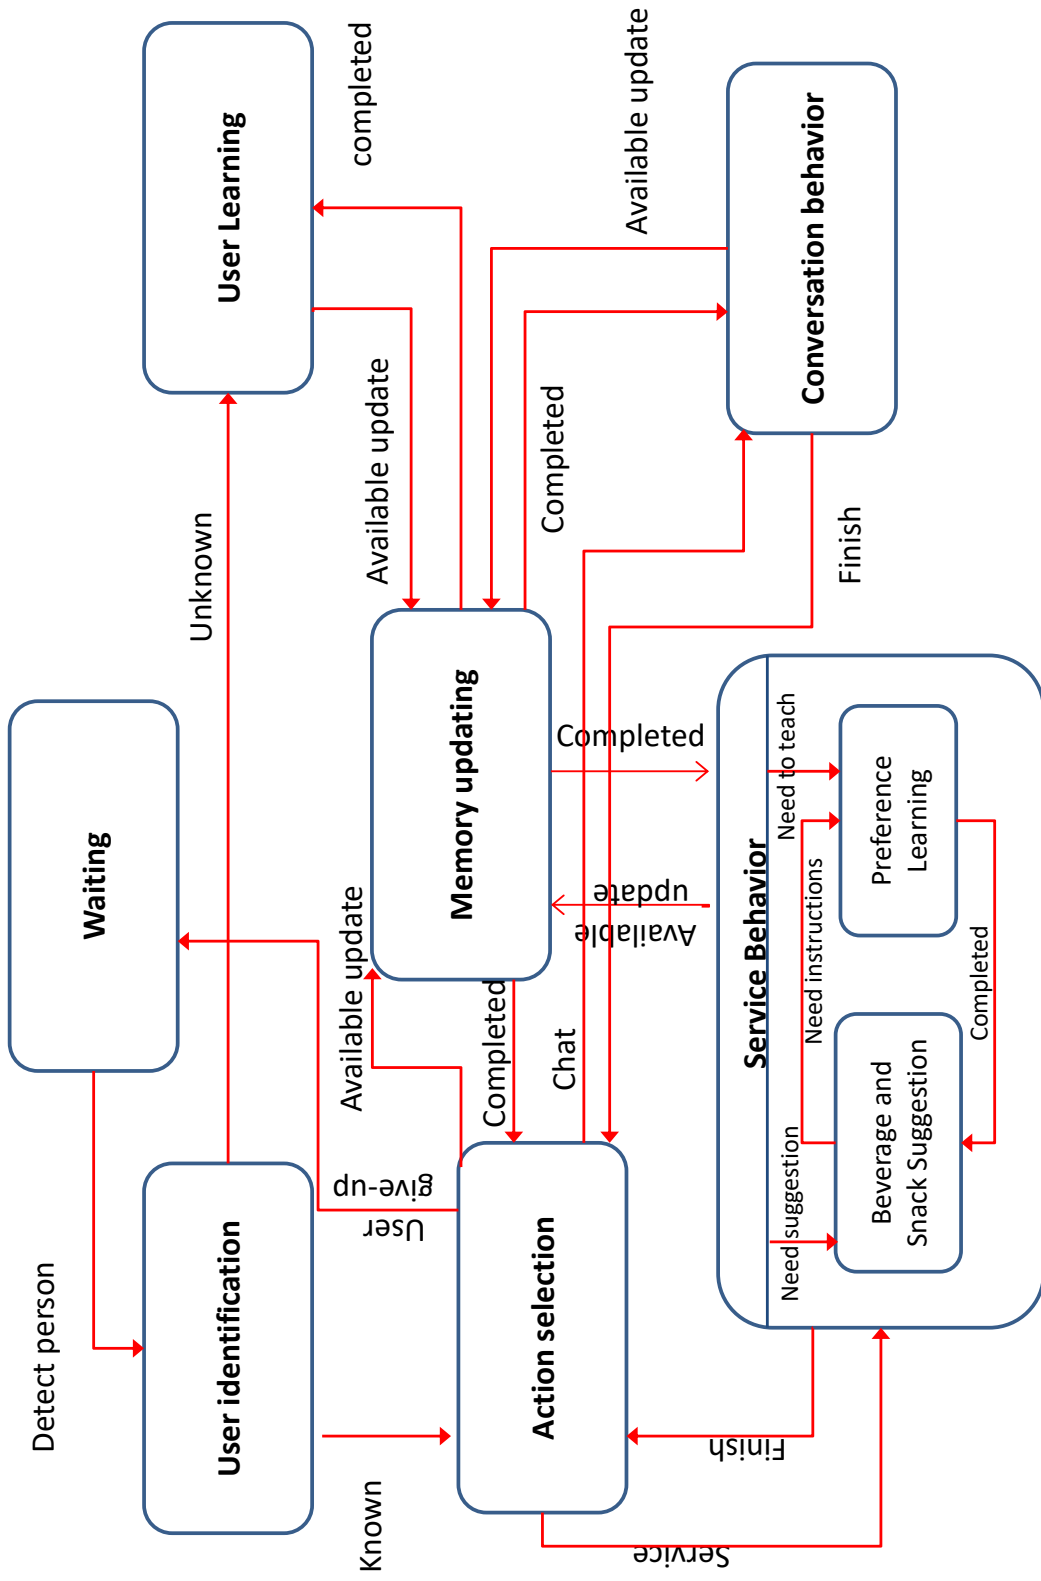 Waiting
Detect person
User identification
Unknown
User Learning
completed
Known
User
give-up
Available update
Available update
Memory updating
Action selection
Completed
Chat
Completed
Available update
Completed
Available
update
Conversation behavior
Finish
Service
Finish
Service Behavior
Need suggestion
Need instructions
Need to teach
Beverage and
Snack Suggestion
Preference
Learning
Completed